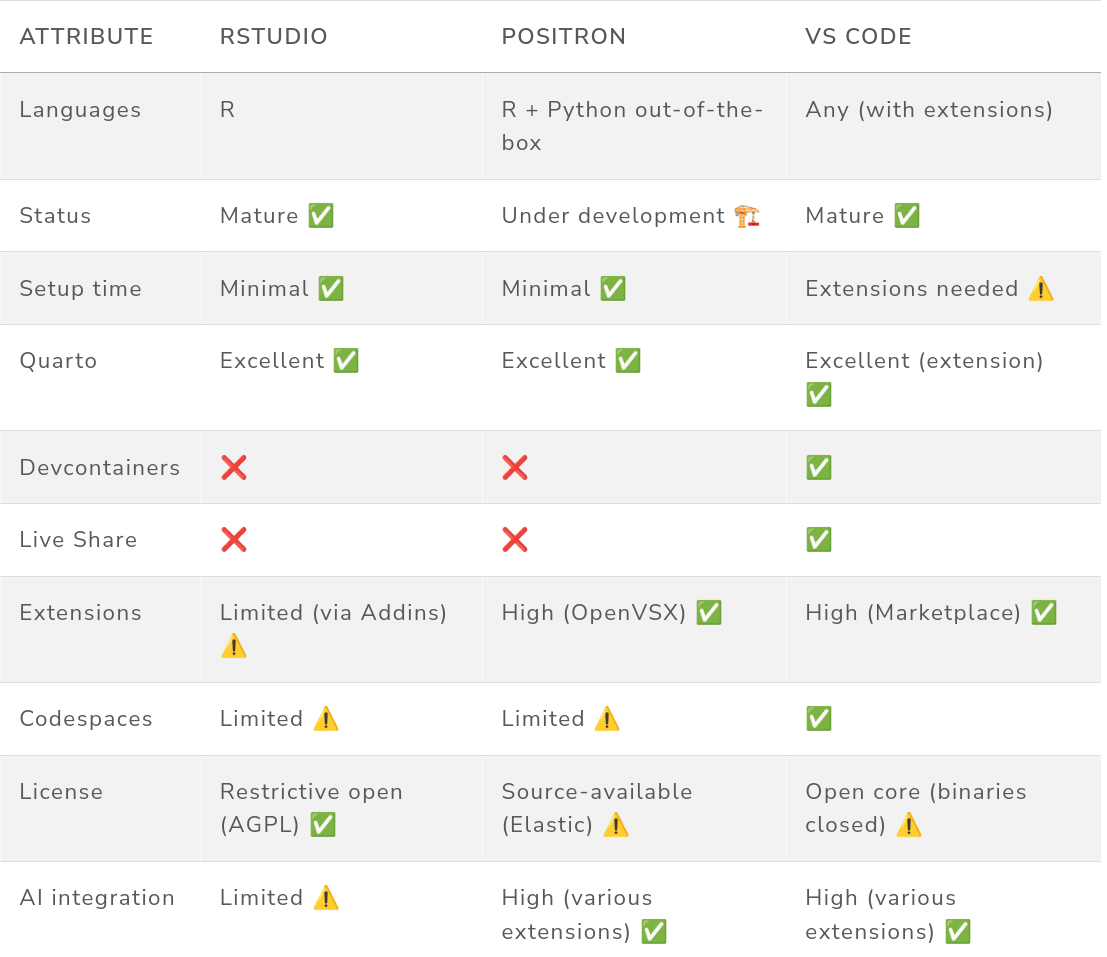 ATTRIBUTE RSTUDIO POSITRON VS CODE
Languages R R + Python out-of-the-box Any (with extensions)
Status Mature ✅ Under development 🏗️ Mature ✅
Setup time Minimal ✅ Minimal ✅ Extensions needed ⚠️
Quarto Excellent ✅ Excellent ✅ Excellent (extension) ✅
Devcontainers ❌ ❌ ✅
Live Share ❌ ❌ ✅
Extensions Limited (via Addins) ⚠️ High (OpenVSX) ✅ High (Marketplace) ✅
Codespaces Limited ⚠️ Limited ⚠️ ✅
License Restrictive open (AGPL) ✅ Source-available (Elastic) ⚠️ Open core (binaries closed) ⚠️
AI integration Limited ⚠️ High (various extensions) ✅ High (various extensions) ✅